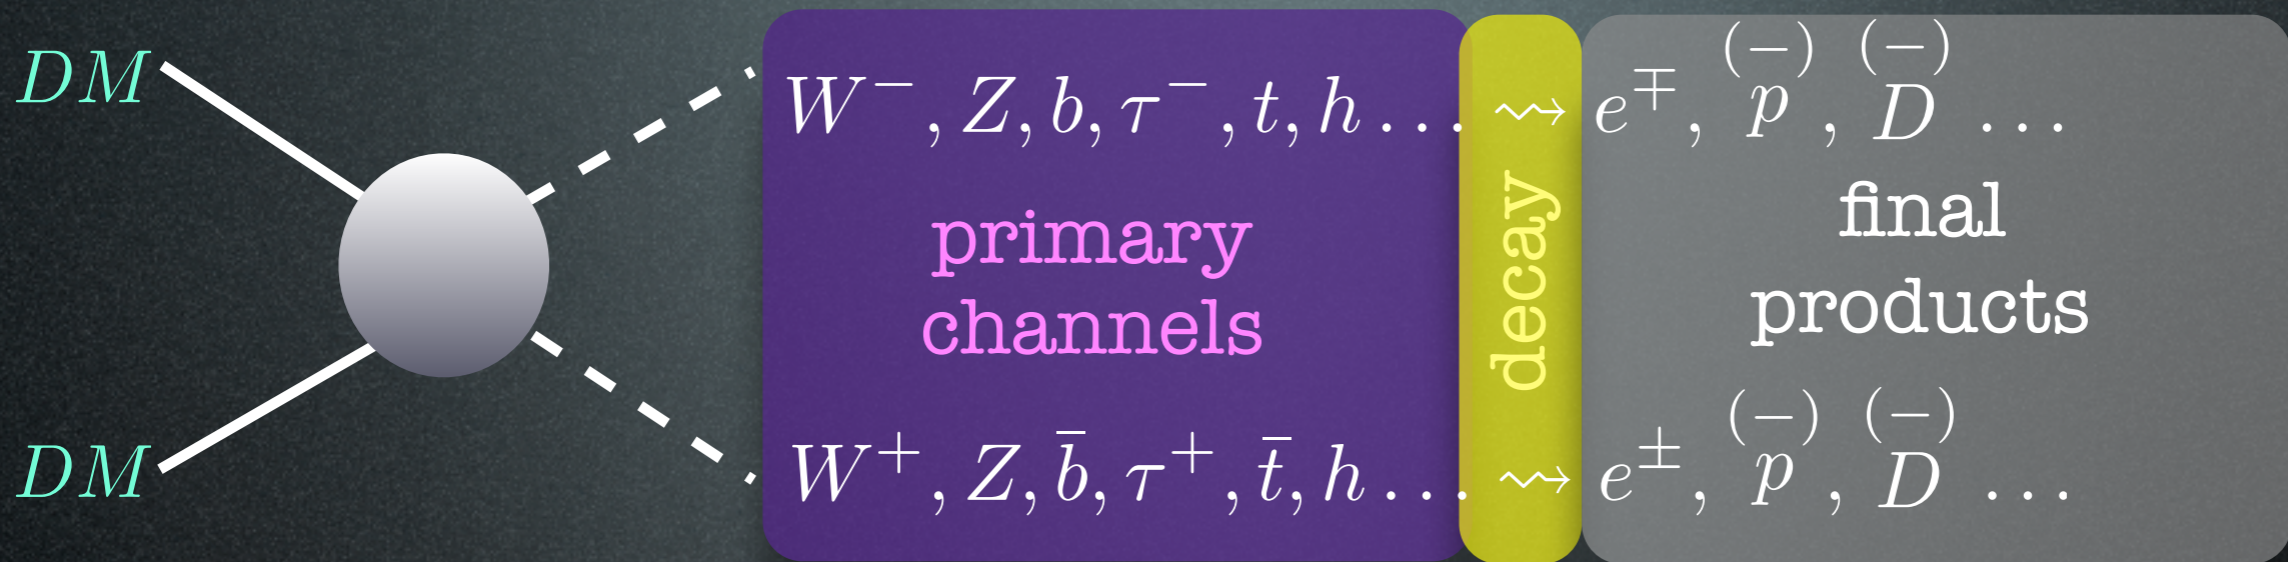 DM
W⁻, Z, b, τ⁻, t, h . . . ⇝ e^∓, p^(−), D^(−) . . .
primary
channels
decay
final
products
DM
W⁺, Z, b̄, τ⁺, t̄, h . . . ⇝ e^±, p^(−), D^(−) . . .